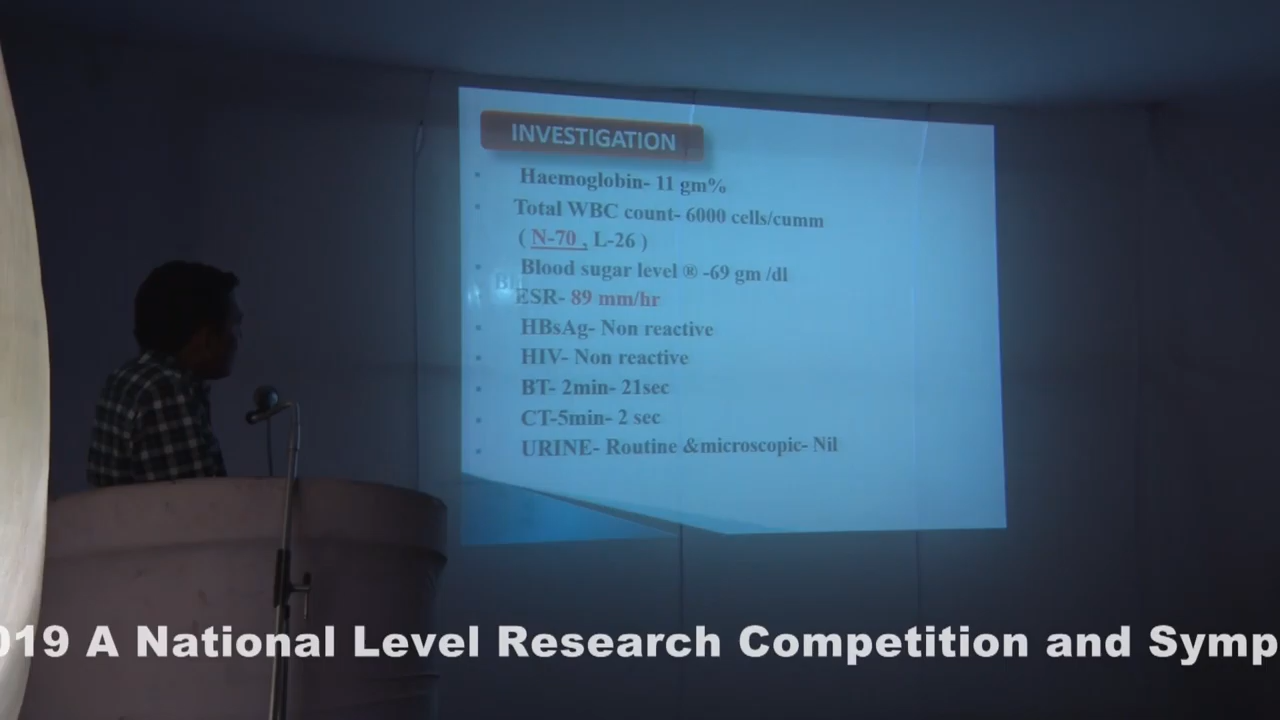 INVESTIGATION
Haemoglobin- 11 gm%
Total WBC count- 6000 cells/cumm
( N-70 , L-26 )
Blood sugar level ® -69 gm /dl
ESR- 89 mm/hr
HBsAg- Non reactive
HIV- Non reactive
BT- 2min- 21sec
CT-5min- 2 sec
URINE- Routine &microscopic- Nil
019 A National Level Research Competition and Symp